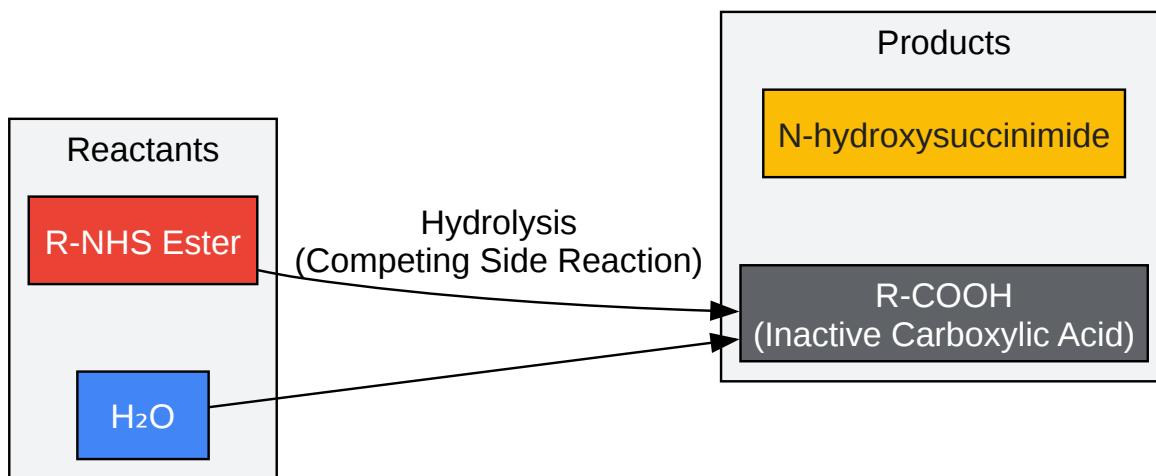 Reactants
R-NHS Ester
H₂O
Hydrolysis
(Competing Side Reaction)
Products
N-hydroxysuccinimide
R-COOH
(Inactive Carboxylic Acid)